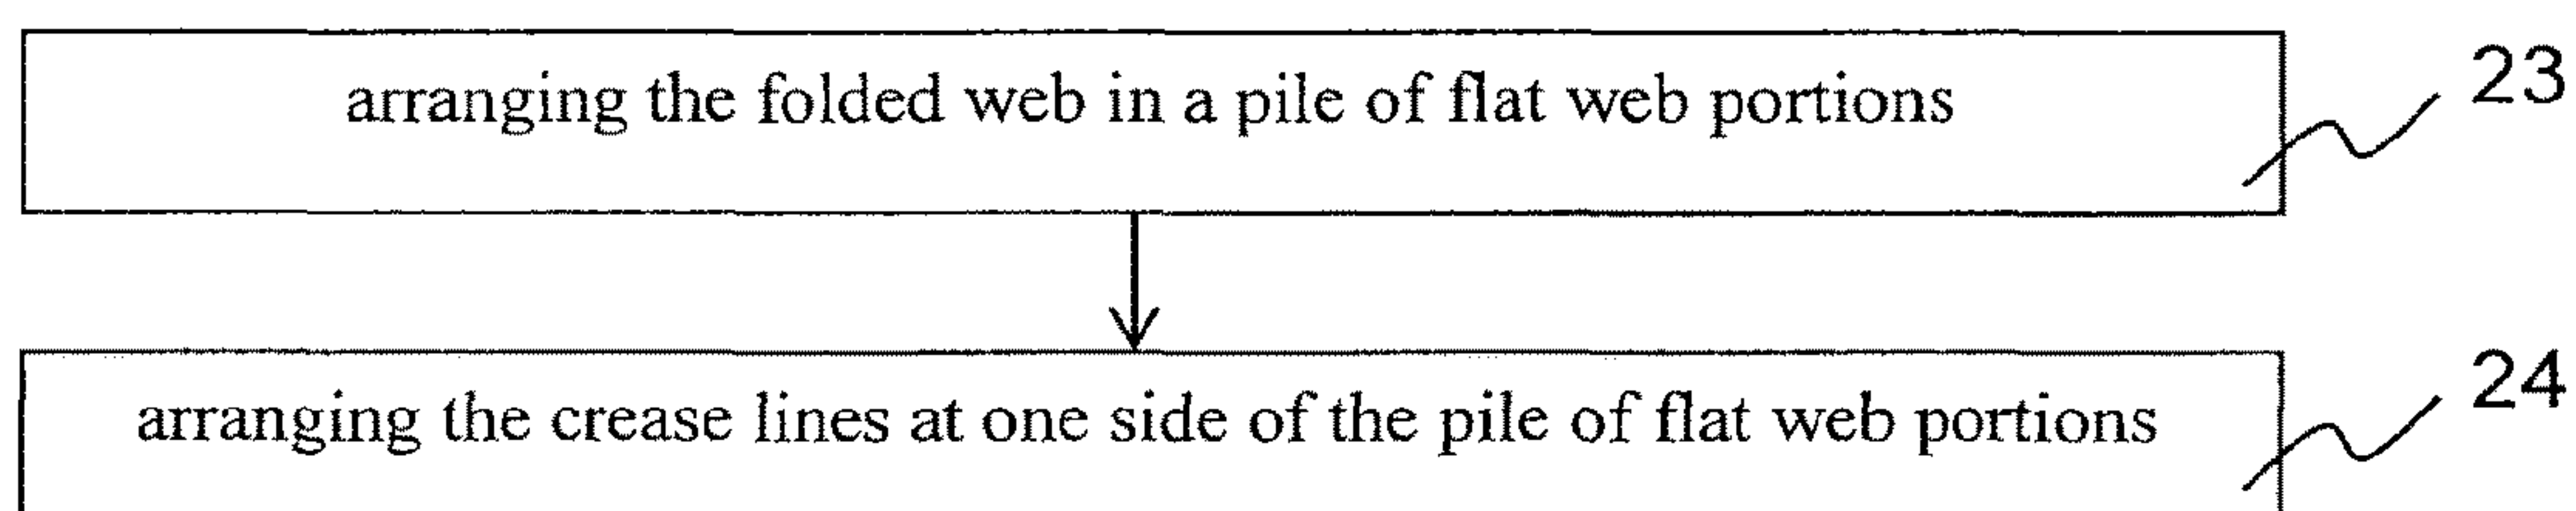 arranging the folded web in a pile of flat web portions
23
arranging the crease lines at one side of the pile of flat web portions
24